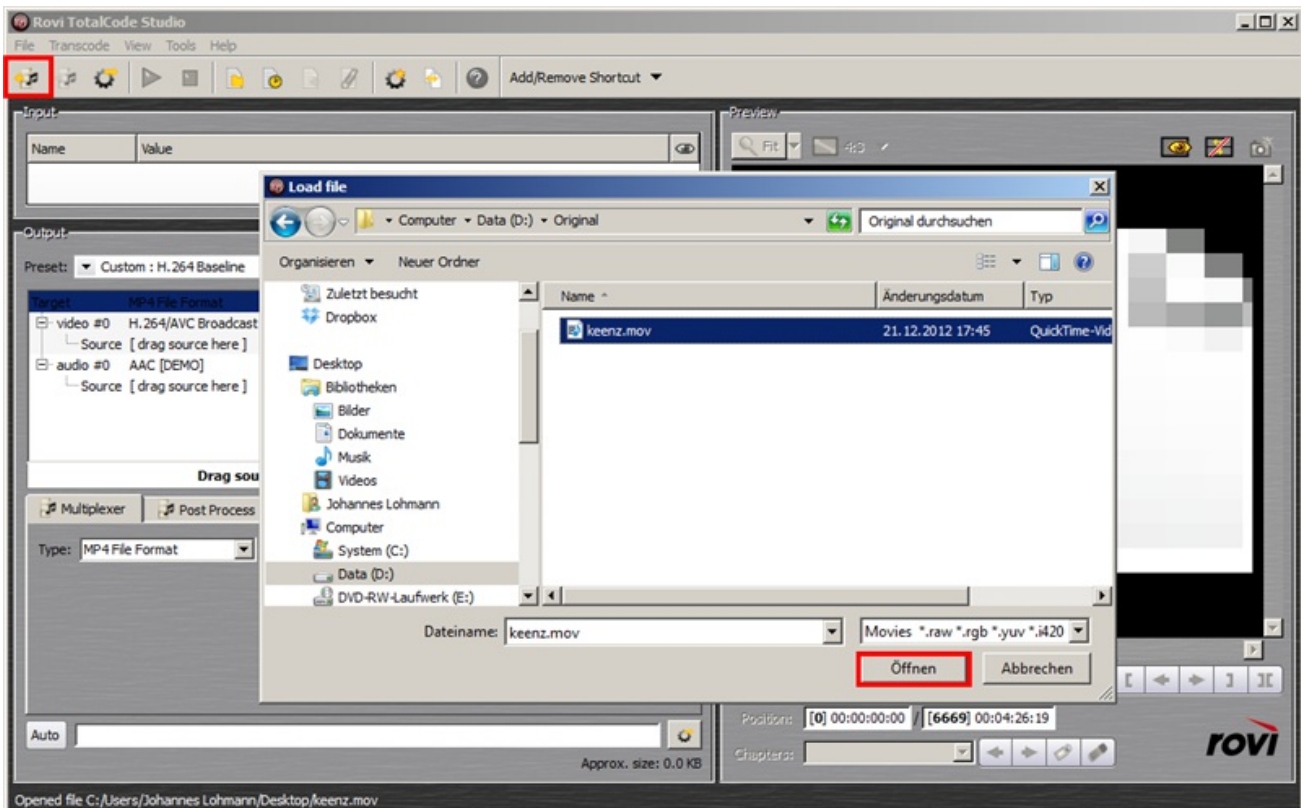 Rovi TotalCode Studio
File Transcode View Tools Help
Add/Remove Shortcut
Input
Name Value
Preview
Fit 4:3
Load file
Computer Data (D:) Original
Original durchsuchen
Organisieren Neuer Ordner
Output
Preset: Custom : H.264 Baseline
Target MP4 File Format
video #0 H.264/AVC Broadcast
Source [ drag source here ]
audio #0 AAC [DEMO]
Source [ drag source here ]
Drag sou
Zuletzt besucht
Dropbox
Desktop
Bibliotheken
Bilder
Dokumente
Musik
Videos
Johannes Lohmann
Computer
System (C:)
Data (D:)
DVD-RW-Laufwerk (E:)
Name Änderungsdatum Typ
keenz.mov 21.12.2012 17:45 QuickTime-Vid
Multiplexer Post Process
Type: MP4 File Format
Dateiname: keenz.mov Movies *.raw *.rgb *.yuv *.i420
Öffnen Abbrechen
Position: [0] 00:00:00:00 / [6669] 00:04:26:19
Chapters:
rovi
Auto
Approx. size: 0.0 KB
Opened file C:/Users/Johannes Lohmann/Desktop/keenz.mov